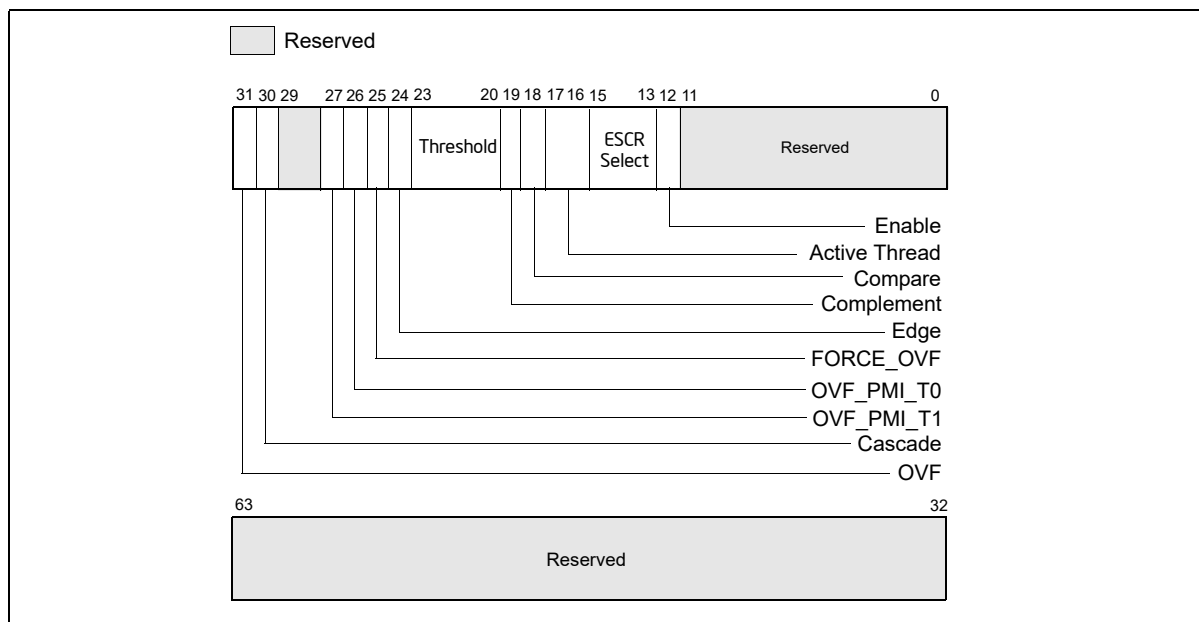 Reserved
31 30 29 27 26 25 24 23 20 19 18 17 16 15 13 12 11 0
Threshold
ESCR
Select
Reserved
Enable
Active Thread
Compare
Complement
Edge
FORCE_OVF
OVF_PMI_T0
OVF_PMI_T1
Cascade
OVF
63 32
Reserved